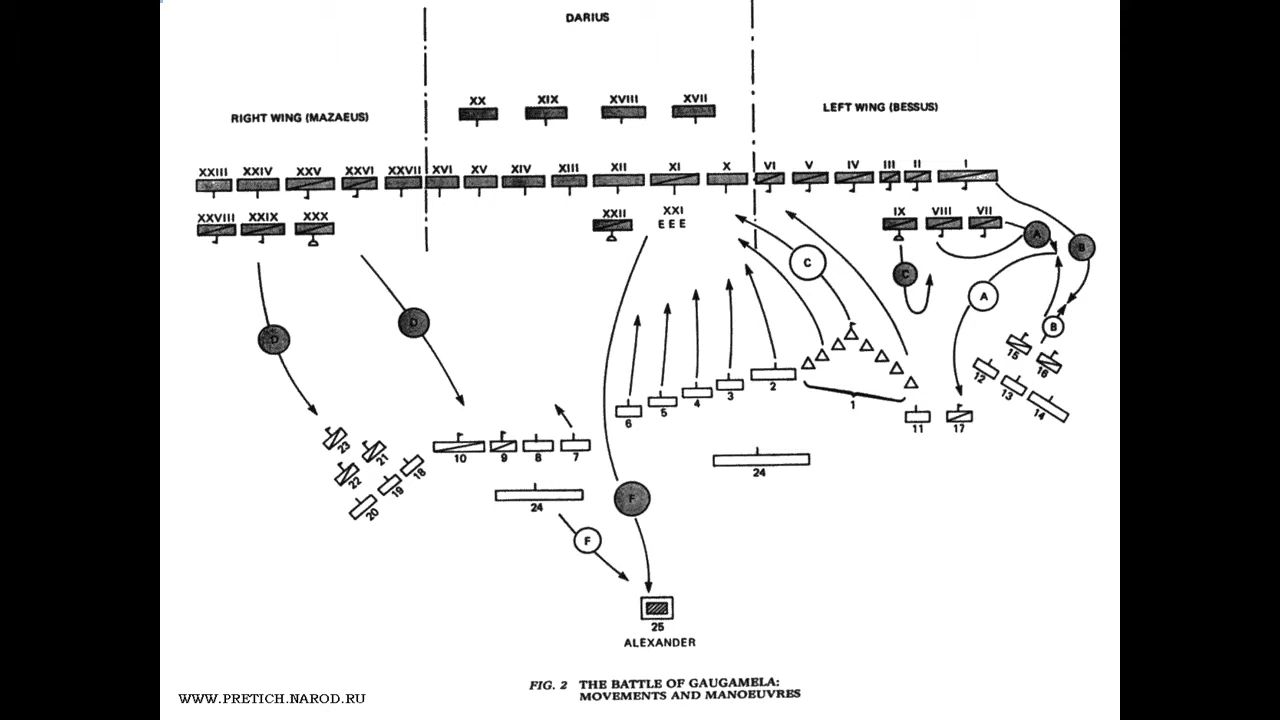 DARIUS
XX XIX XVIII XVII
RIGHT WING (MAZAEUS)
LEFT WING (BESSUS)
XXIII XXIV XXV XXVI XXVII XVI XV XIV XIII XII XI X VI V IV III II I
XXVIII XXIX XXX XXII XXI IX VIII VII
E E E
A B
C C
A
D D B
15 16
12 13 14
6 5 4 3 2 1 11 17
23 22 21 20 19 18 10 9 8 7
24 24
F
F
25
ALEXANDER
FIG. 2 THE BATTLE OF GAUGAMELA:
MOVEMENTS AND MANOEUVRES
WWW.PRETICH.NAROD.RU